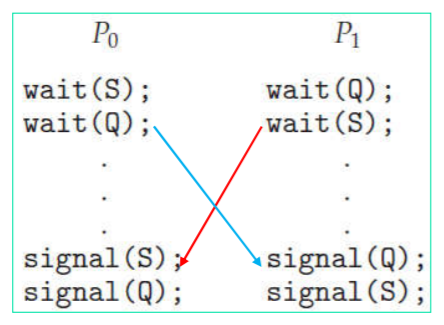 P0 P1
wait(S); wait(Q);
wait(Q); wait(S);
. .
. .
. .
signal(S); signal(Q);
signal(Q); signal(S);